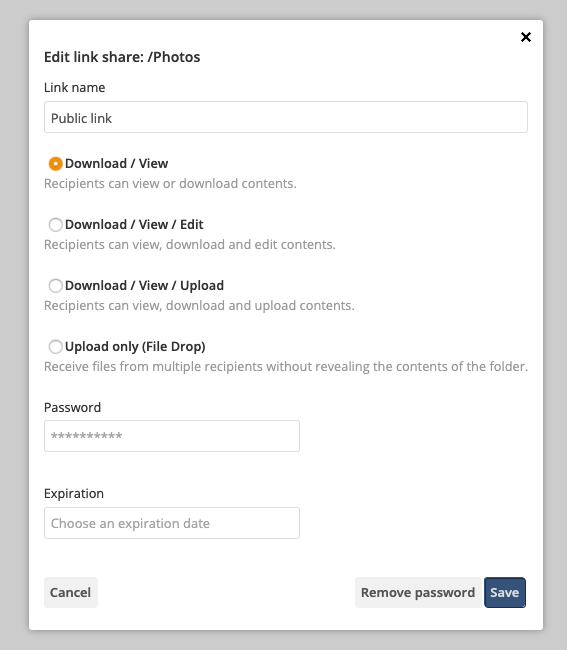 Edit link share: /Photos
Link name
Public link
Download / View
Recipients can view or download contents.
Download / View / Edit
Recipients can view, download and edit contents.
Download / View / Upload
Recipients can view, download and upload contents.
Upload only (File Drop)
Receive files from multiple recipients without revealing the contents of the folder.
Password
**********
Expiration
Choose an expiration date
Cancel
Remove password
Save